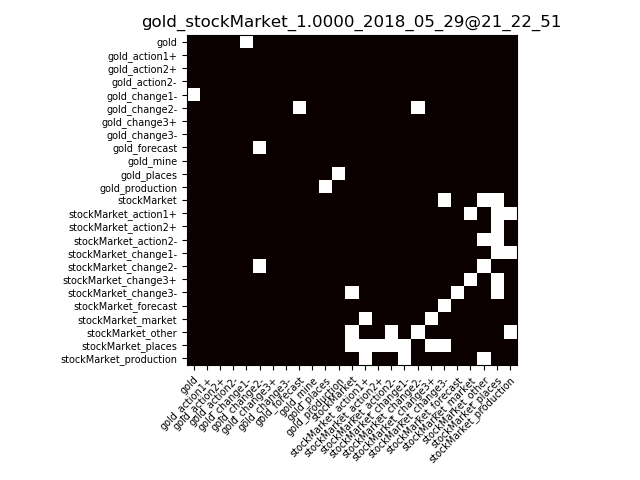 gold_stockMarket_1.0000_2018_05_29@21_22_51
gold
gold_action1+
gold_action2+
gold_action2-
gold_change1-
gold_change2-
gold_change3+
gold_change3-
gold_forecast
gold_mine
gold_places
gold_production
stockMarket
stockMarket_action1+
stockMarket_action2+
stockMarket_action2-
stockMarket_change1-
stockMarket_change2-
stockMarket_change3+
stockMarket_change3-
stockMarket_forecast
stockMarket_market
stockMarket_other
stockMarket_places
stockMarket_production
gold
gold_action1+
gold_action2+
gold_action2-
gold_change1-
gold_change2-
gold_change3+
gold_change3-
gold_forecast
gold_mine
gold_places
gold_production
stockMarket
stockMarket_action1+
stockMarket_action2+
stockMarket_action2-
stockMarket_change1-
stockMarket_change2-
stockMarket_change3+
stockMarket_change3-
stockMarket_forecast
stockMarket_market
stockMarket_other
stockMarket_places
stockMarket_production